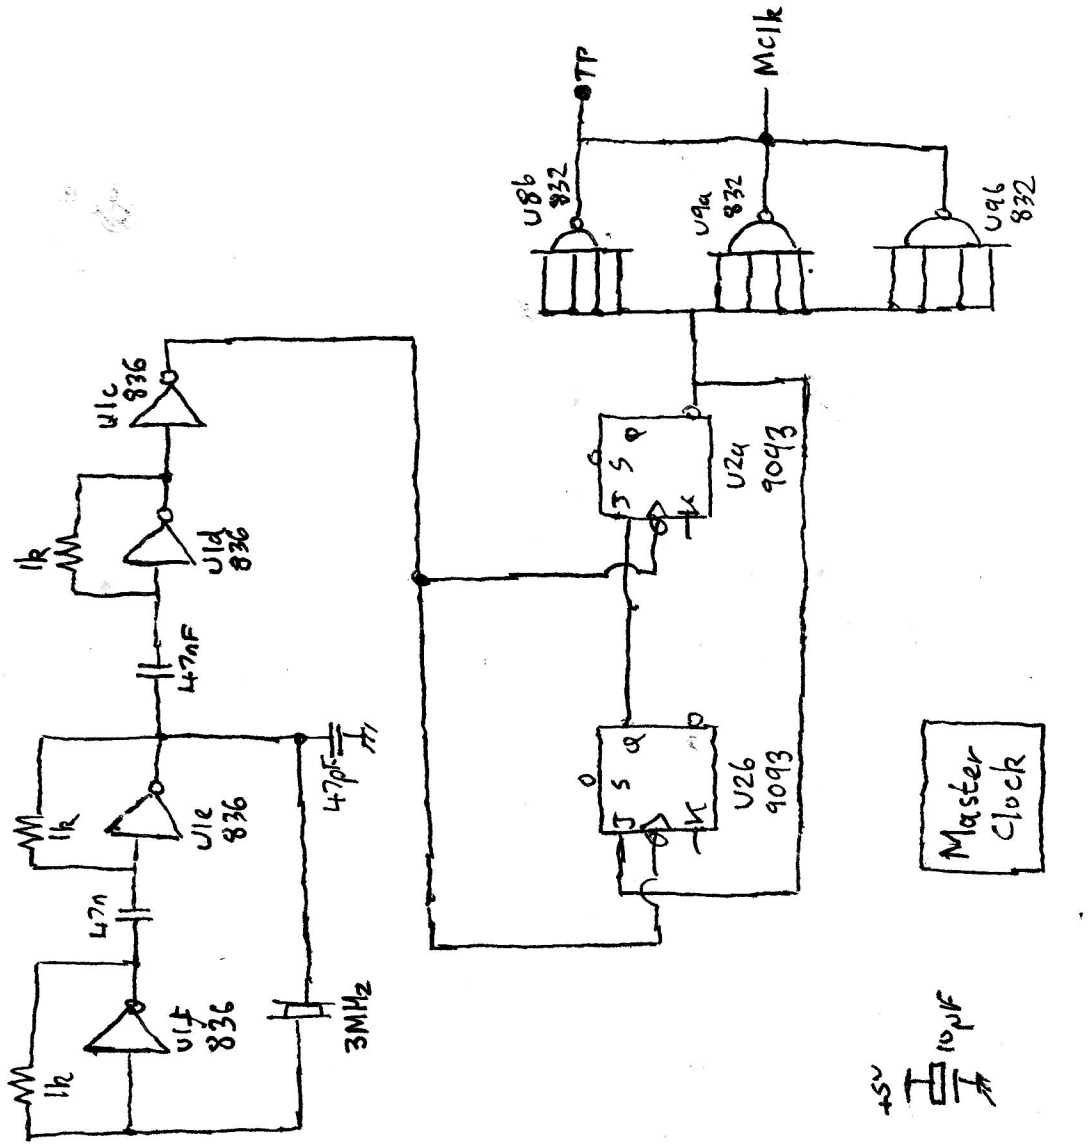 1k
1k
1k
47n
47nF
U1f
836
U1e
836
U1d
836
U1c
836
3MHz
47pF
J
S
Q
K
U2b
9093
J
S
Q
K
U2a
9093
U8b
832
TP
U9a
832
MClk
U9b
832
+5v
10µF
Master
Clock